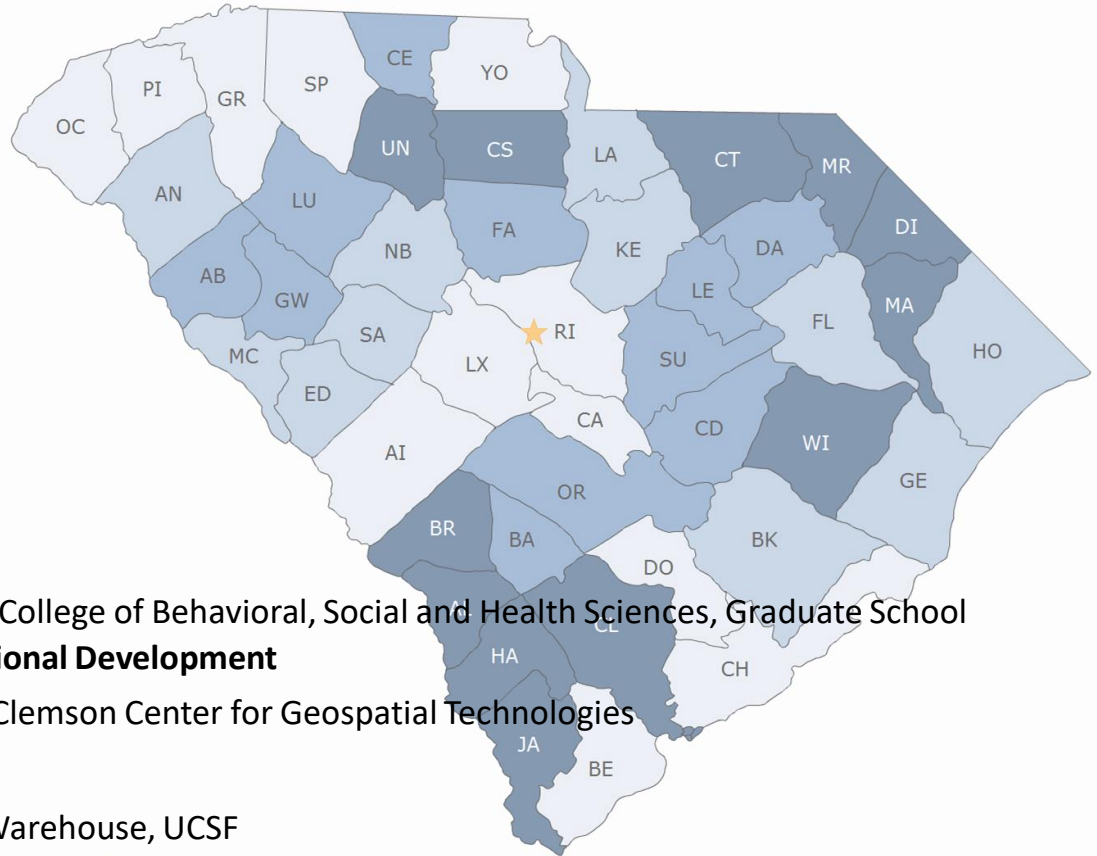 CE
YO
SP
PI
GR
OC
UN
CS
LA
CT
MR
AN
LU
FA
NB
KE
DA
DI
AB
GW
LE
MA
SA
RI
FL
HO
MC
LX
SU
ED
CA
CD
WI
AI
OR
GE
BR
BA
BK
DO
AL
College of Behavioral, Social and Health Sciences, Graduate School
CL
ional Development
HA
CH
Clemson Center for Geospatial Technologies
JA
BE
Warehouse, UCSF